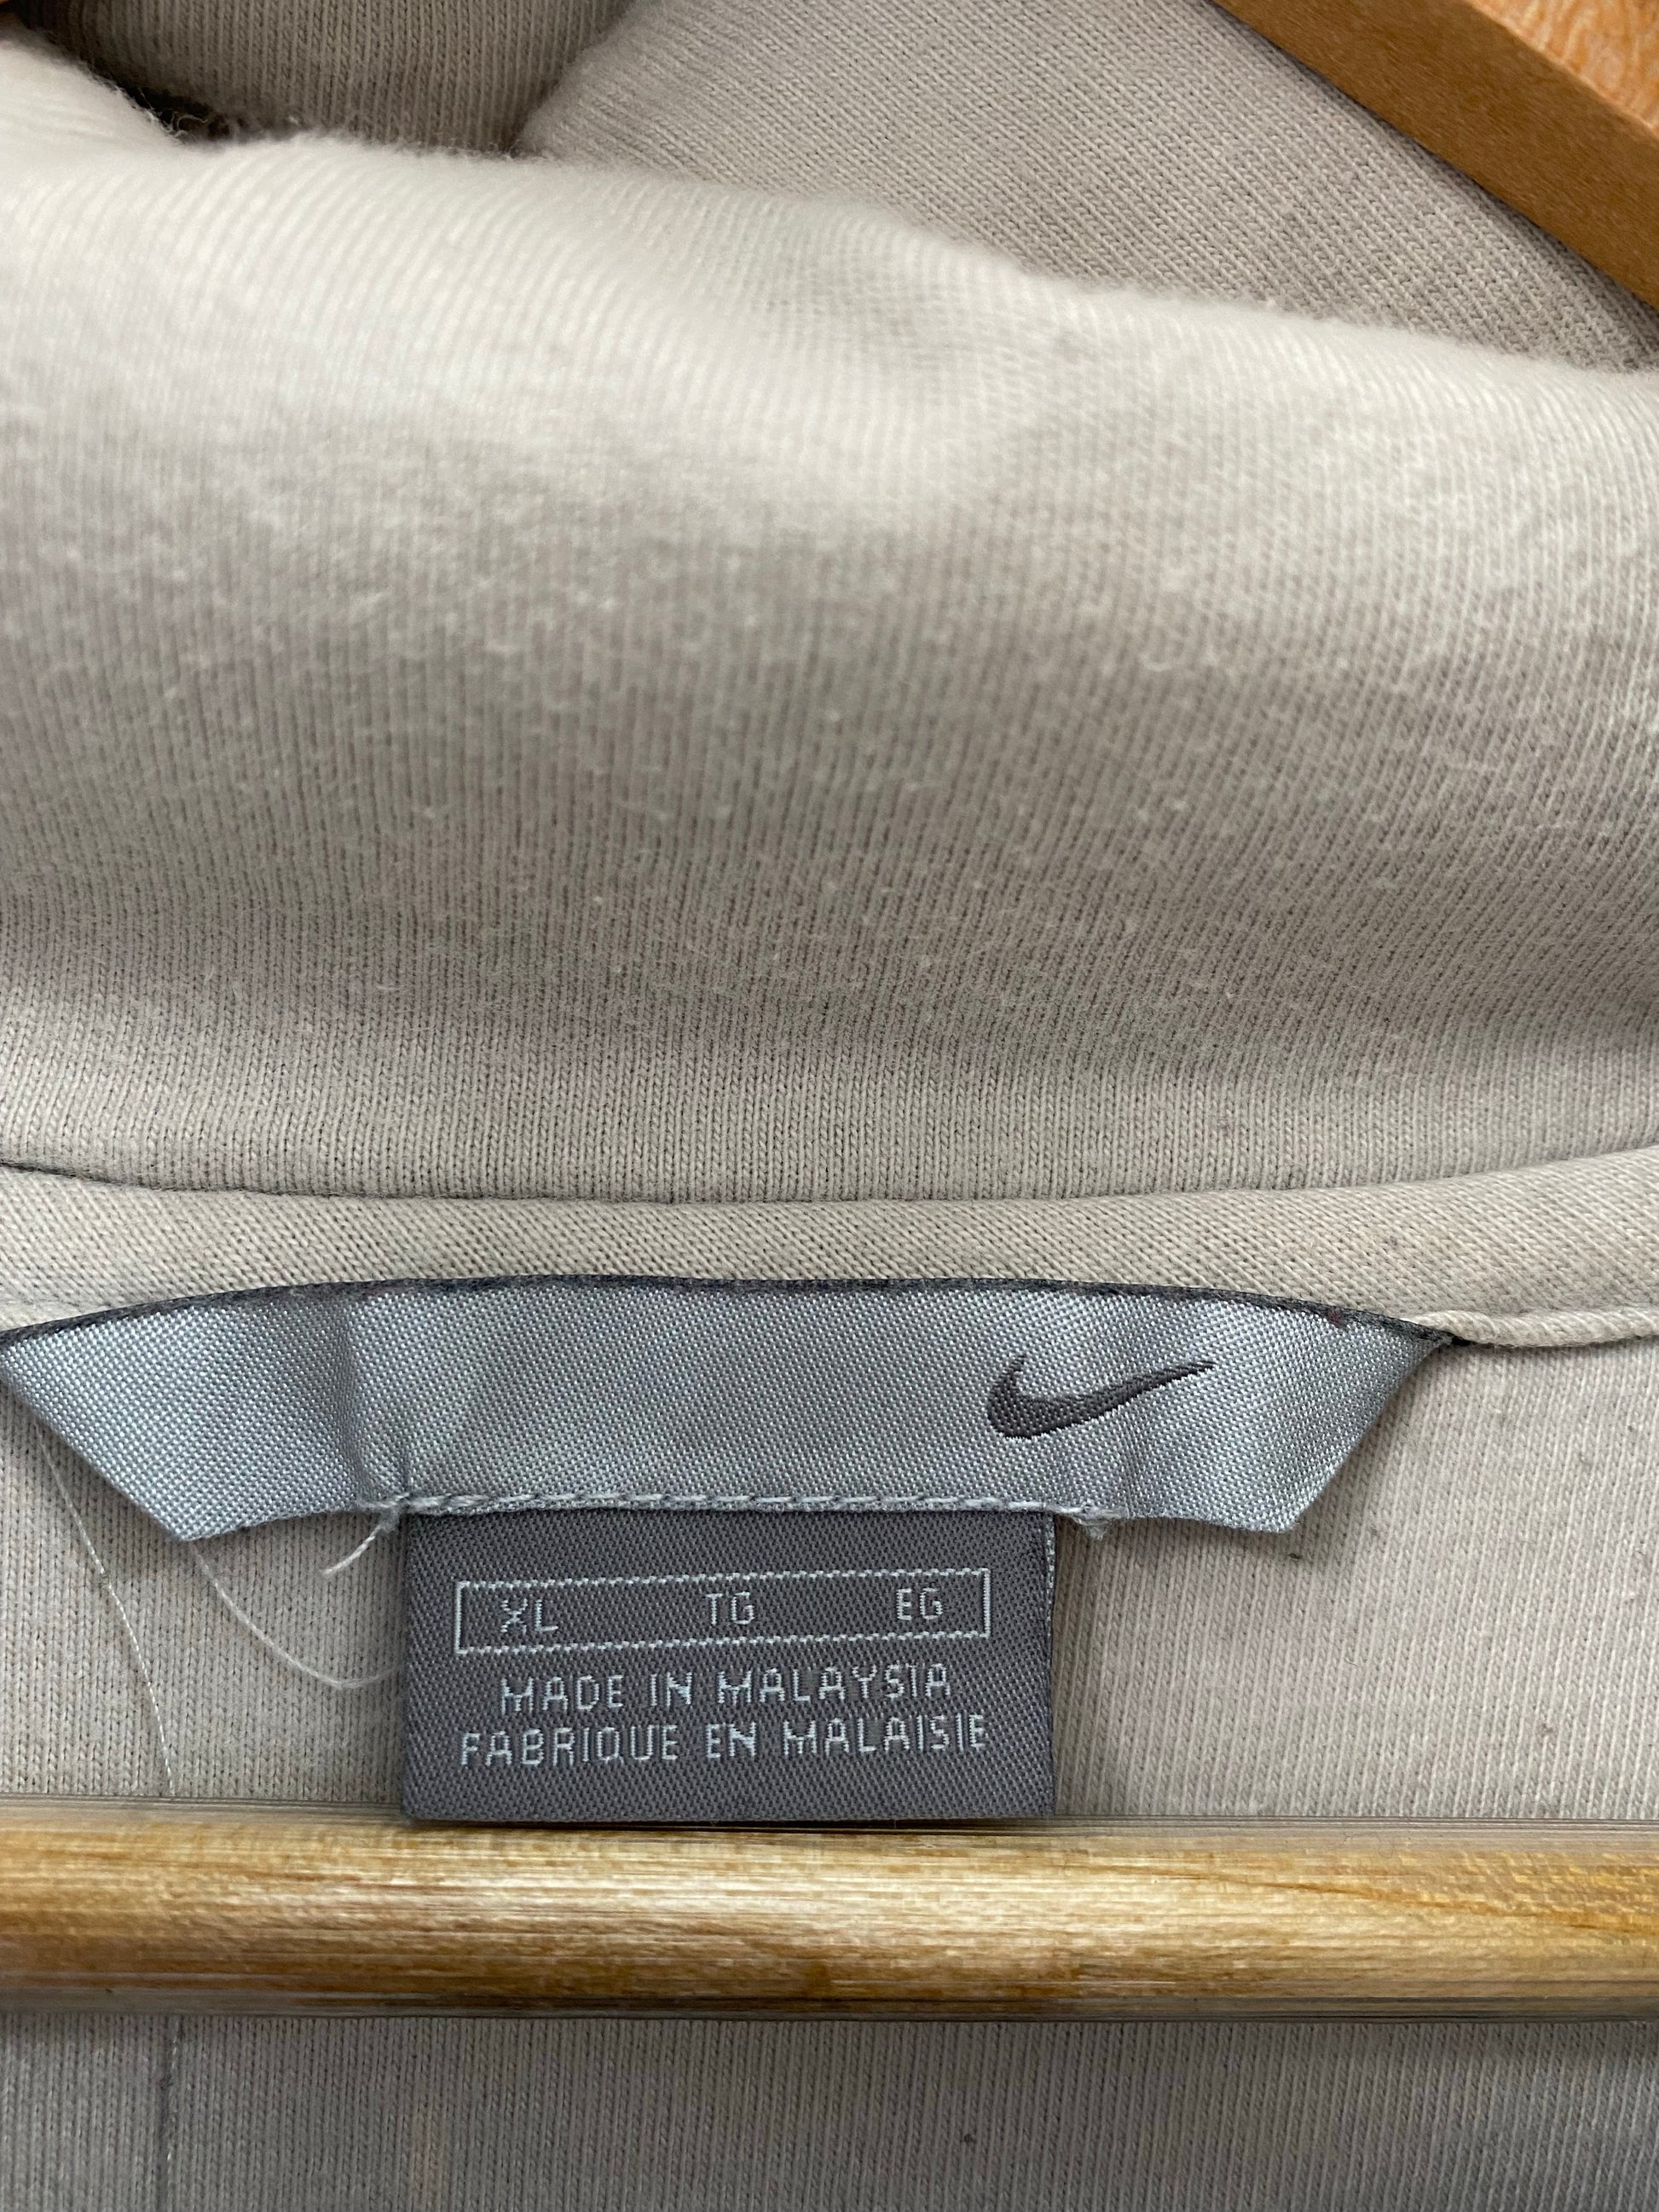 XL TG EG
MADE IN MALAYSIA
FABRIQUE EN MALAISIE